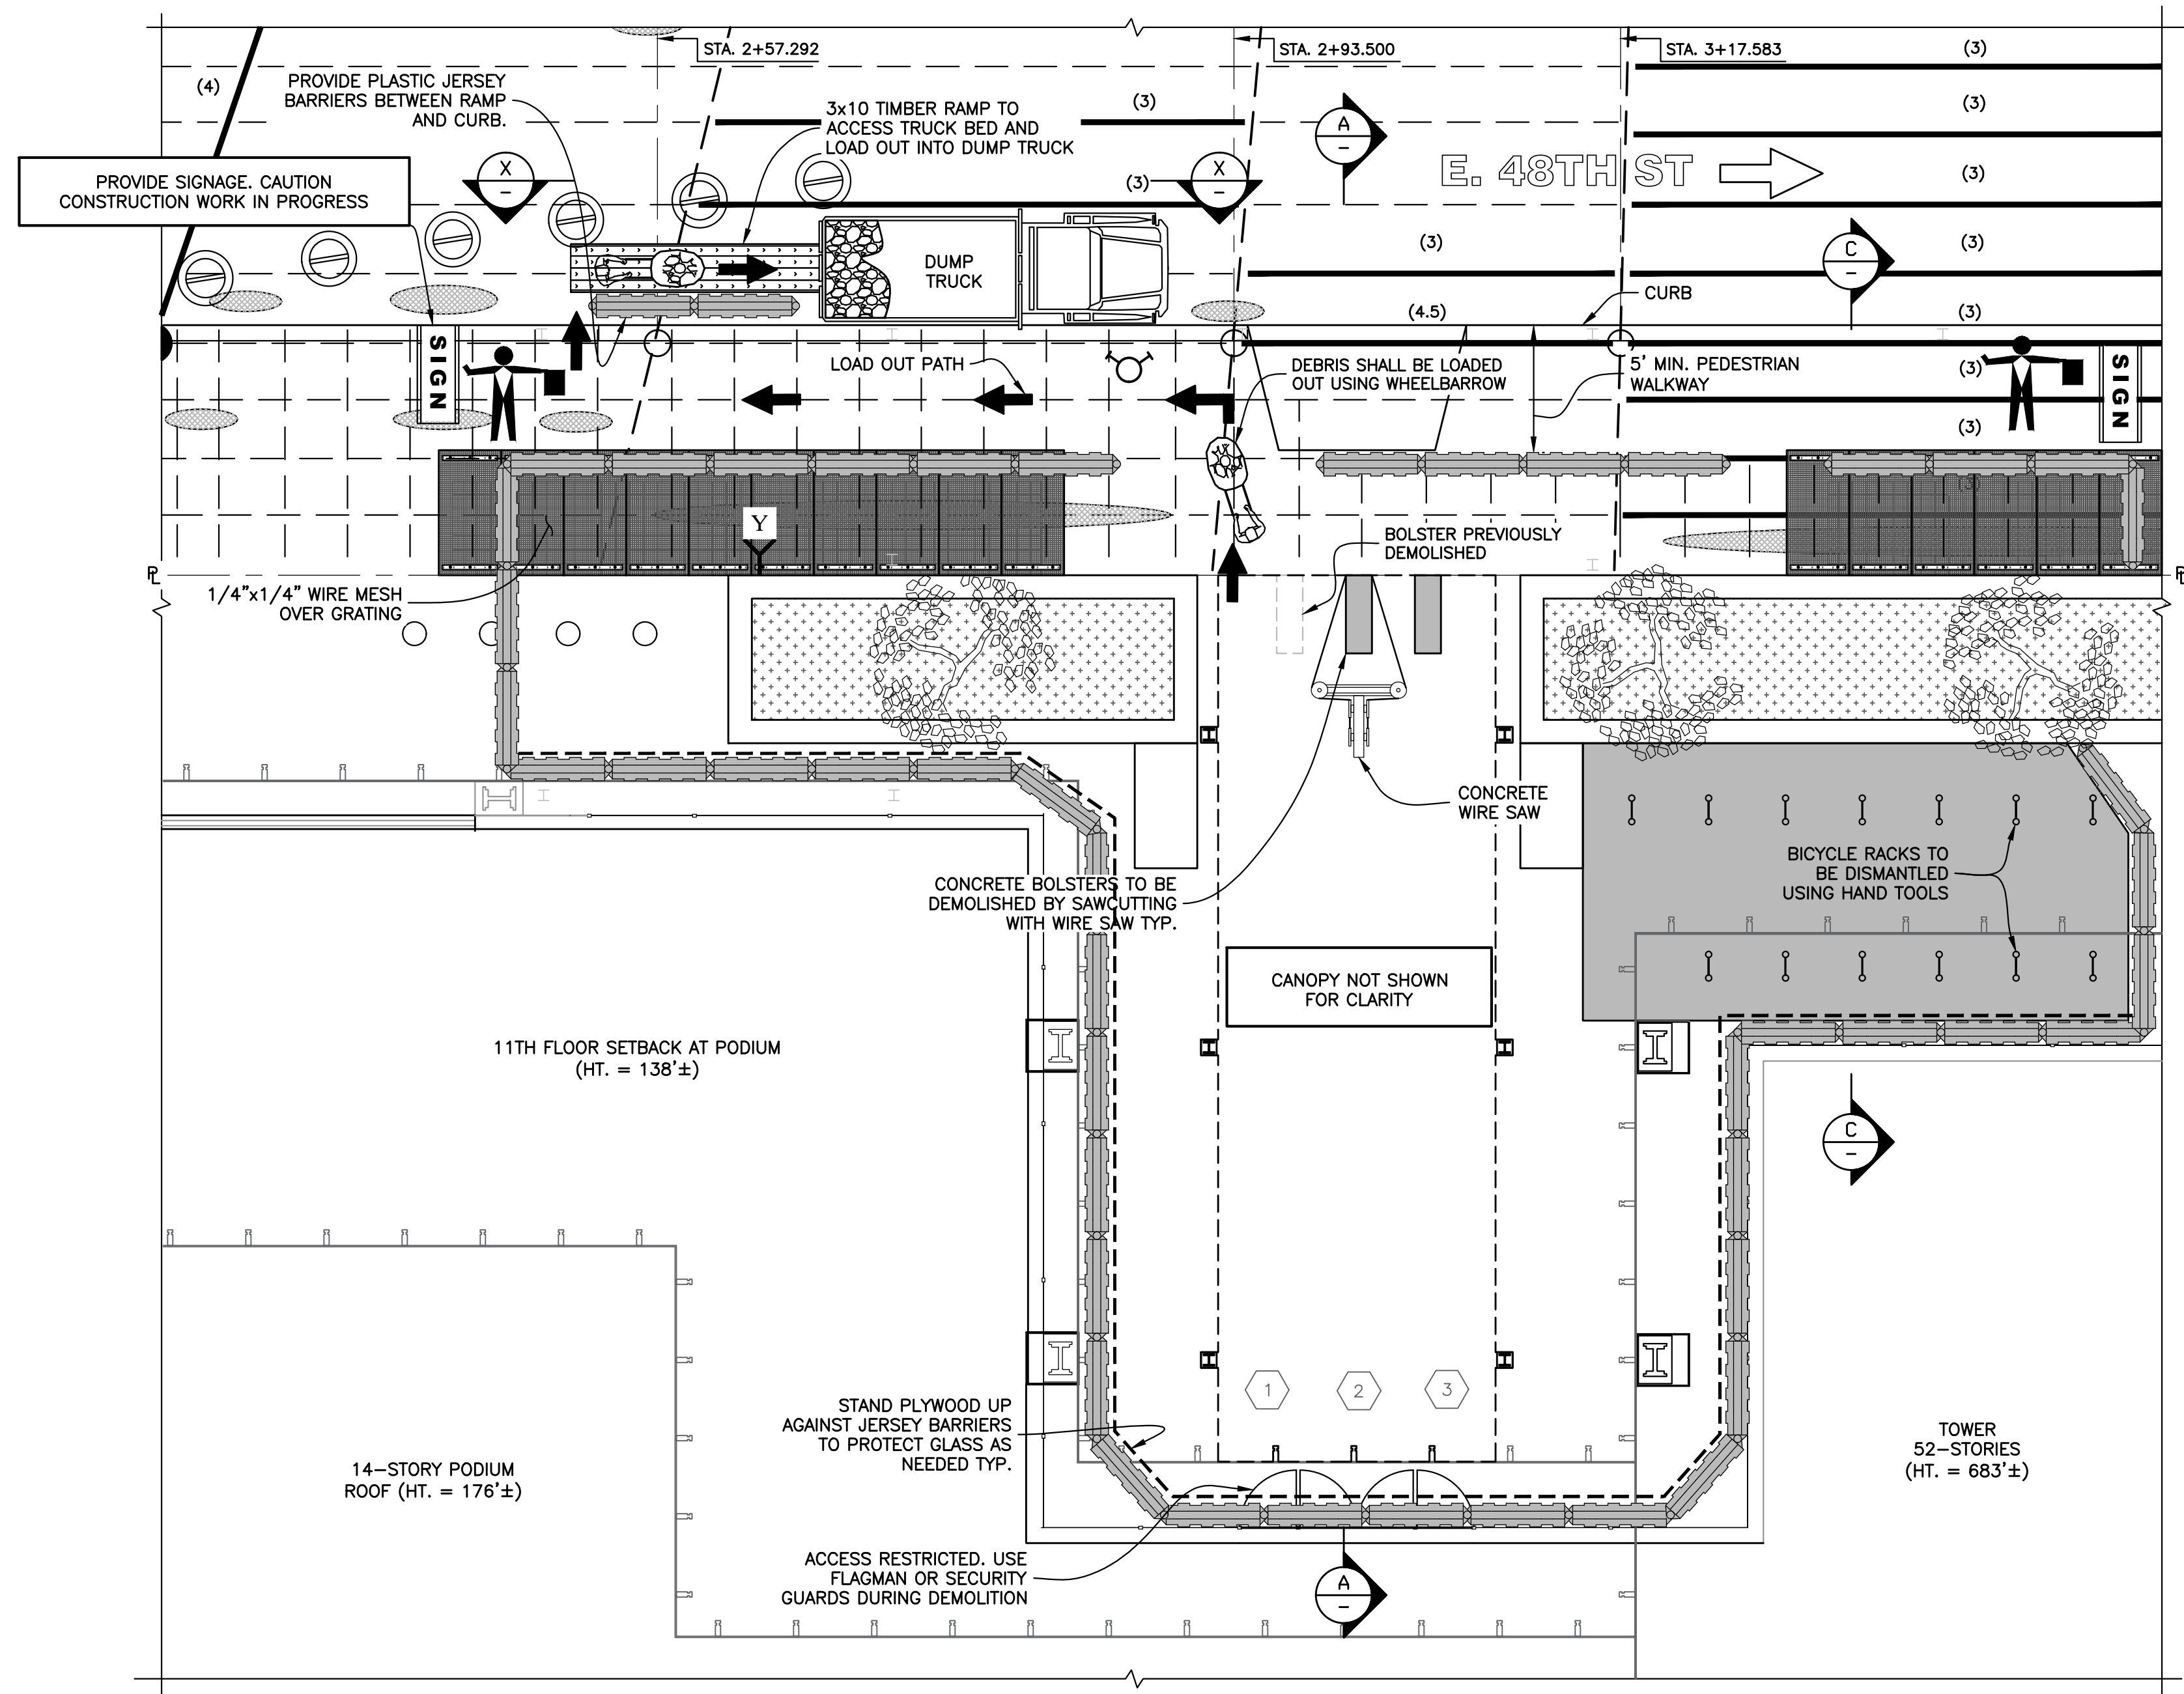 STA. 2+57.292
STA. 2+93.500
STA. 3+17.583
(3)
(4)
PROVIDE PLASTIC JERSEY
BARRIERS BETWEEN RAMP
AND CURB.
3x10 TIMBER RAMP TO
ACCESS TRUCK BED AND
LOAD OUT INTO DUMP TRUCK
(3)
(3)
A
-
(3)
PROVIDE SIGNAGE. CAUTION
CONSTRUCTION WORK IN PROGRESS
X
-
X
-
(3)
E. 48TH ST
(3)
DUMP
TRUCK
(3)
(3)
C
-
CURB
(4.5)
(3)
SIGN
LOAD OUT PATH
DEBRIS SHALL BE LOADED
OUT USING WHEELBARROW
5' MIN. PEDESTRIAN
WALKWAY
(3)
SIGN
(3)
(3)
Y
BOLSTER PREVIOUSLY
DEMOLISHED
PL
PL
1/4"x1/4" WIRE MESH
OVER GRATING
CONCRETE
WIRE SAW
CONCRETE BOLSTERS TO BE
DEMOLISHED BY SAWCUTTING
WITH WIRE SAW TYP.
BICYCLE RACKS TO
BE DISMANTLED
USING HAND TOOLS
CANOPY NOT SHOWN
FOR CLARITY
11TH FLOOR SETBACK AT PODIUM
(HT. = 138'±)
C
-
1
2
3
STAND PLYWOOD UP
AGAINST JERSEY BARRIERS
TO PROTECT GLASS AS
NEEDED TYP.
14-STORY PODIUM
ROOF (HT. = 176'±)
TOWER
52-STORIES
(HT. = 683'±)
ACCESS RESTRICTED. USE
FLAGMAN OR SECURITY
GUARDS DURING DEMOLITION
A
-